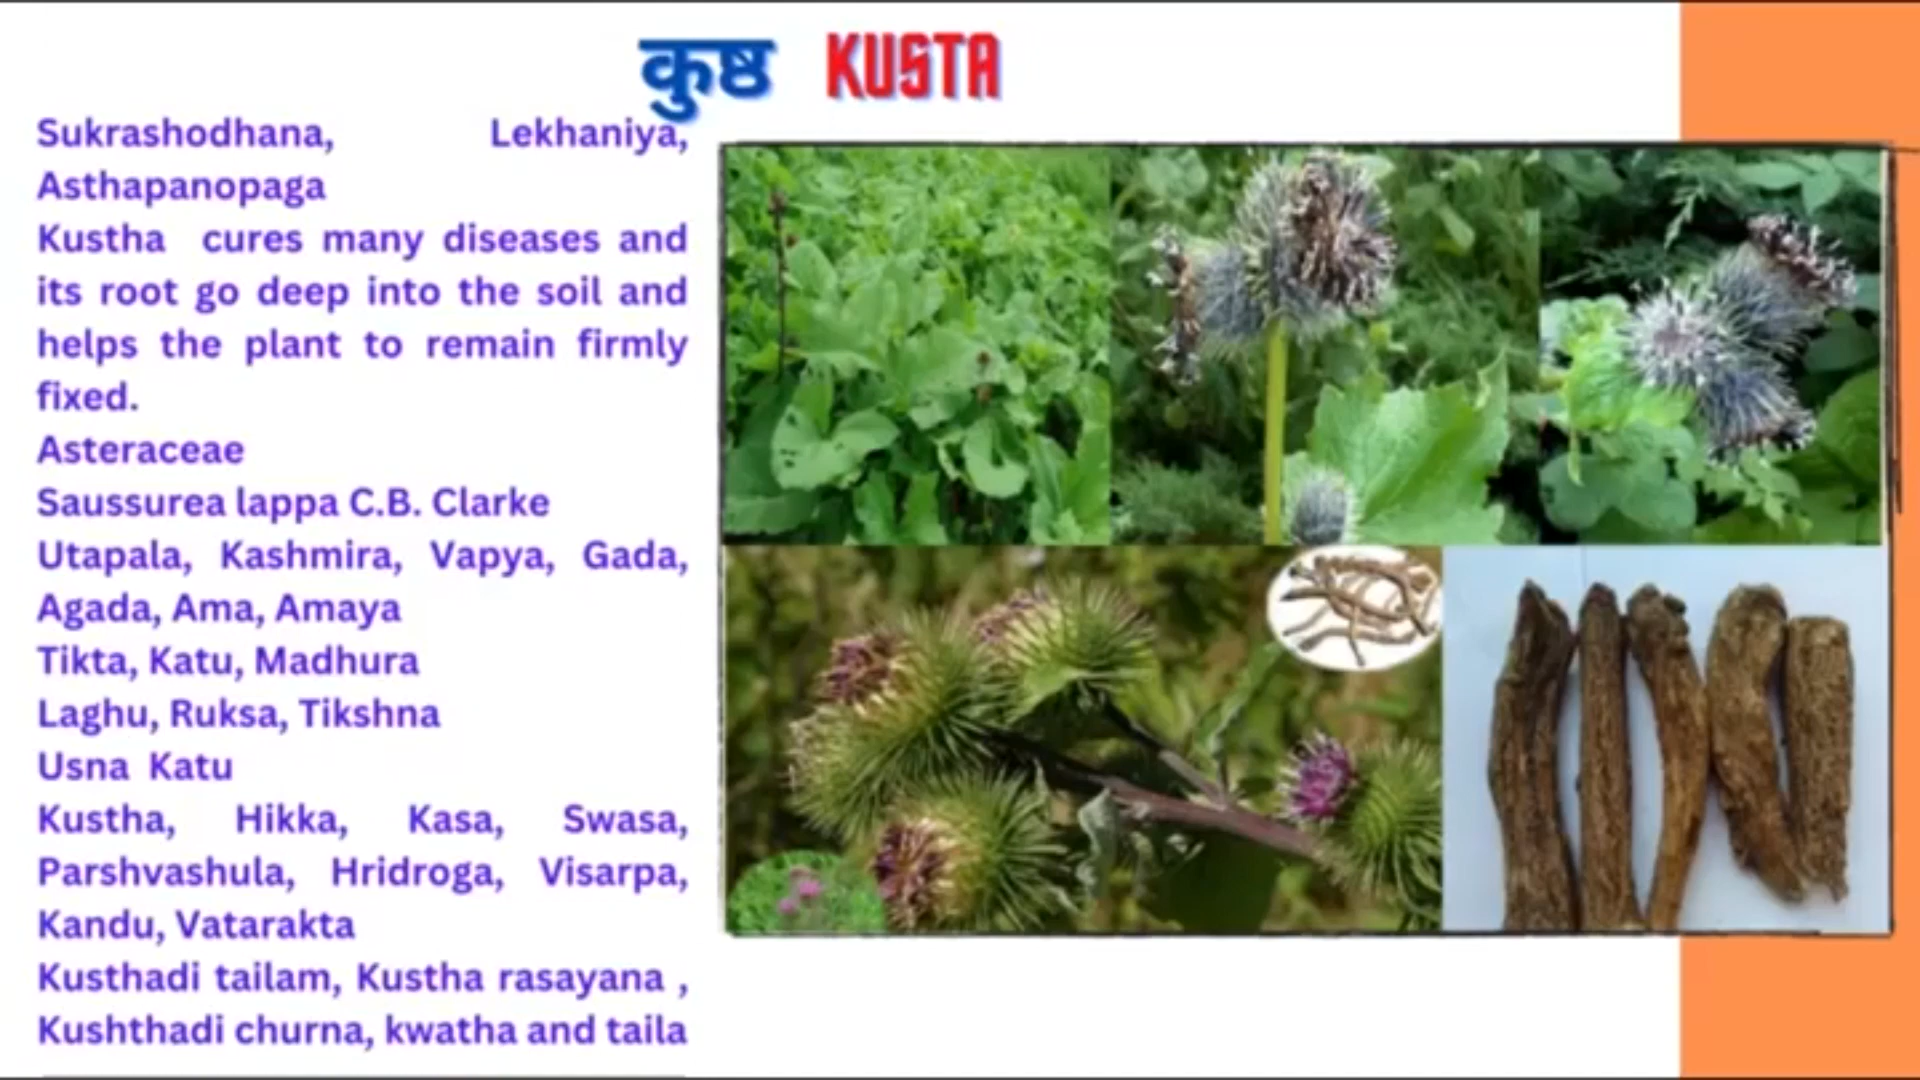 कुष्ठ KUSTA
Sukrashodhana, Lekhaniya,
Asthapanopaga
Kustha cures many diseases and
its root go deep into the soil and
helps the plant to remain firmly
fixed.
Asteraceae
Saussurea lappa C.B. Clarke
Utapala, Kashmira, Vapya, Gada,
Agada, Ama, Amaya
Tikta, Katu, Madhura
Laghu, Ruksa, Tikshna
Usna Katu
Kustha, Hikka, Kasa, Swasa,
Parshvashula, Hridroga, Visarpa,
Kandu, Vatarakta
Kusthadi tailam, Kustha rasayana ,
Kushthadi churna, kwatha and taila